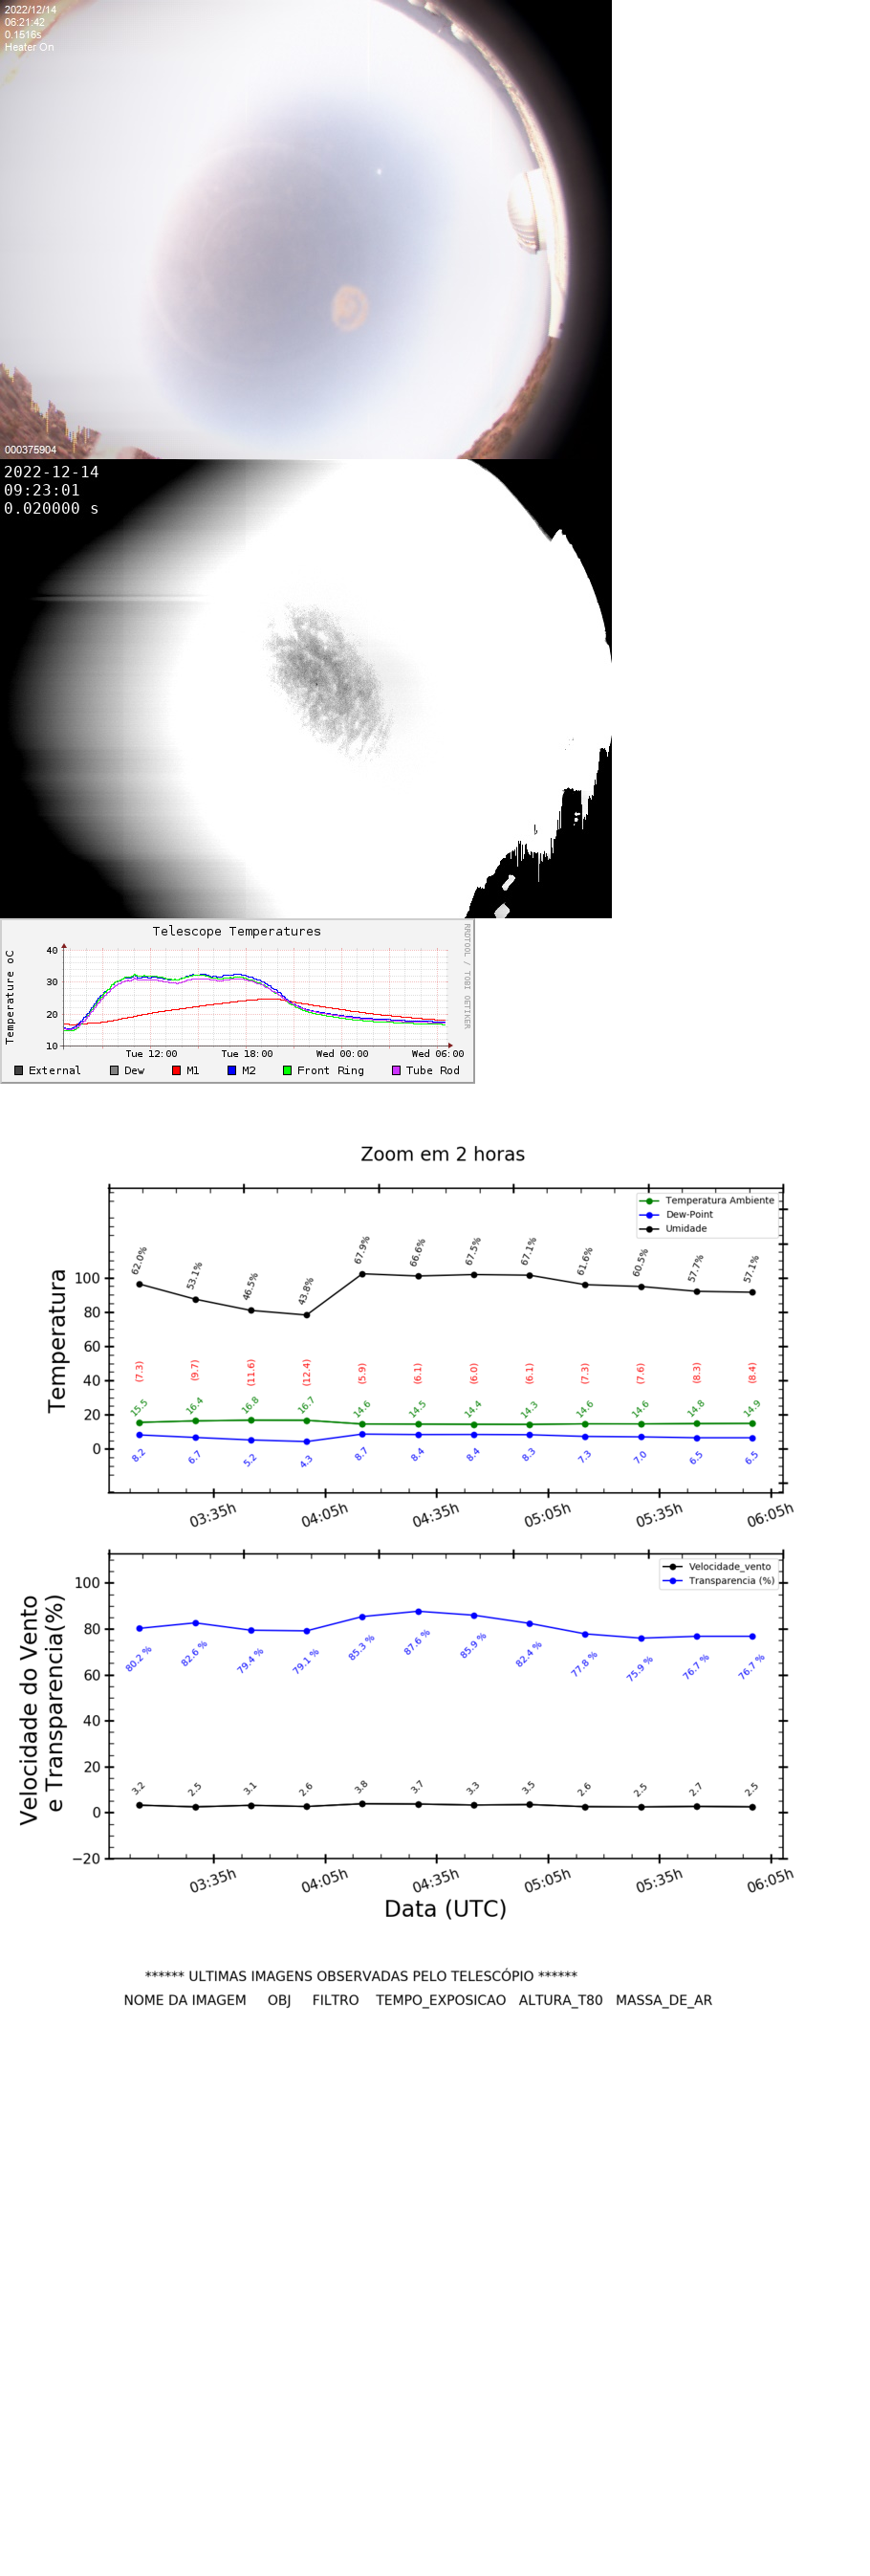 2022/12/14
06:21:42
0.1516s
Heater On
000375904
2022-12-14
09:23:01
0.020000 s
Telescope Temperatures
RRDTOOL / TOBI OETIKER
Temperature oC
40
30
20
10
Tue 12:00 Tue 18:00 Wed 00:00 Wed 06:00
External Dew M1 M2 Front Ring Tube Rod
Zoom em 2 horas
Temperatura
Temperatura Ambiente
Dew-Point
Umidade
100
80
60
40
20
0
62.0% 53.1% 46.5% 43.8% 67.9% 66.6% 67.5% 67.1% 61.6% 60.5% 57.7% 57.1%
(7.3) (9.7) (11.6) (12.4) (5.9) (6.1) (6.0) (6.1) (7.3) (7.6) (8.3) (8.4)
15.5 16.4 16.8 16.7 14.6 14.5 14.4 14.3 14.6 14.6 14.8 14.9
8.2 6.7 5.2 4.3 8.7 8.4 8.4 8.3 7.3 7.0 6.5 6.5
03:35h 04:05h 04:35h 05:05h 05:35h 06:05h
Velocidade do Vento
e Transparencia(%)
Velocidade_vento
Transparencia (%)
100
80
60
40
20
0
−20
80.2 % 82.6 % 79.4 % 79.1 % 85.3 % 87.6 % 85.9 % 82.4 % 77.8 % 75.9 % 76.7 % 76.7 %
3.2 2.5 3.1 2.6 3.8 3.7 3.3 3.5 2.6 2.5 2.7 2.5
03:35h 04:05h 04:35h 05:05h 05:35h 06:05h
Data (UTC)
****** ULTIMAS IMAGENS OBSERVADAS PELO TELESCÓPIO ******
NOME DA IMAGEM OBJ FILTRO TEMPO_EXPOSICAO ALTURA_T80 MASSA_DE_AR